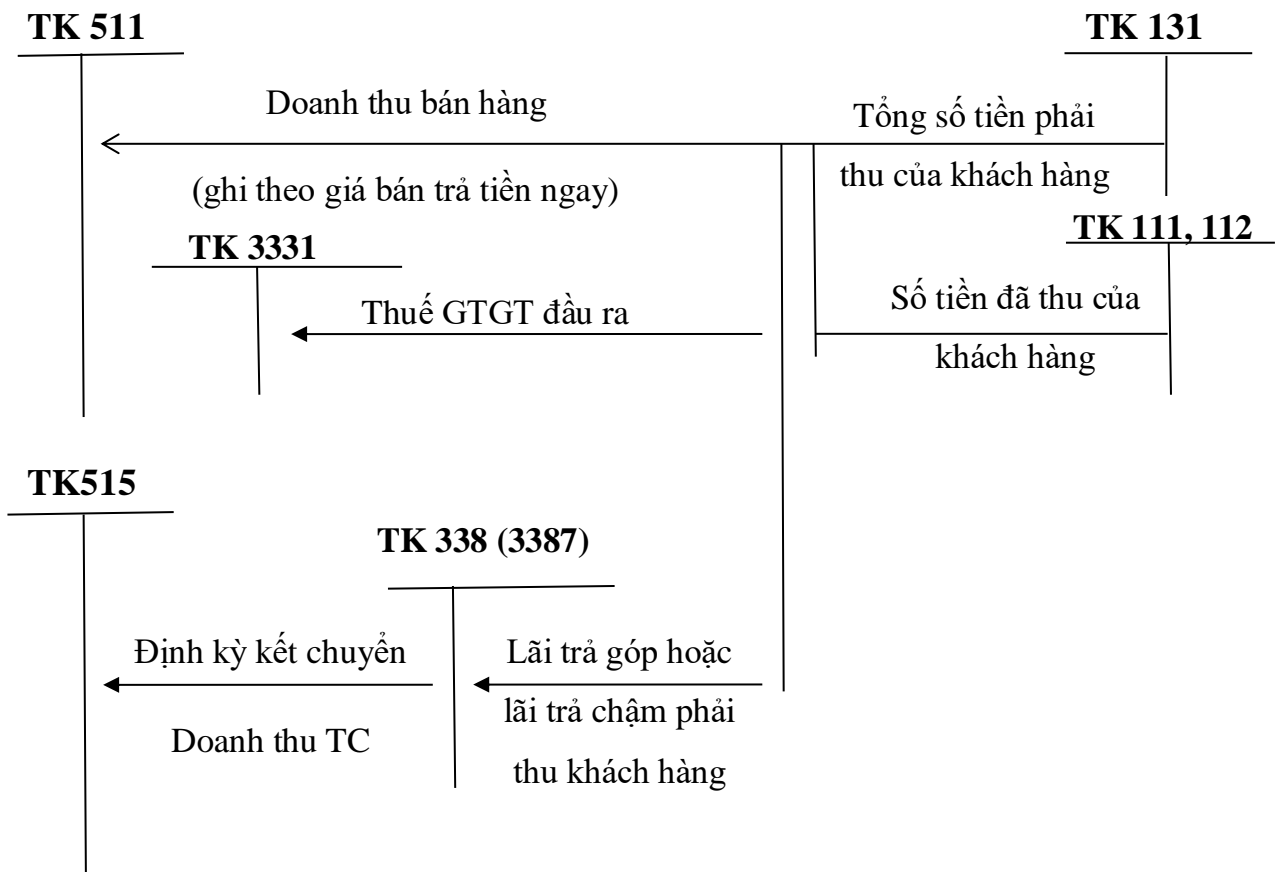 TK 511
TK 131
Doanh thu bán hàng
Tổng số tiền phải
thu của khách hàng
(ghi theo giá bán trả tiền ngay)
TK 111, 112
TK 3331
Số tiền đã thu của
khách hàng
Thuế GTGT đầu ra
TK515
TK 338 (3387)
Định kỳ kết chuyển
Doanh thu TC
Lãi trả góp hoặc
lãi trả chậm phải
thu khách hàng